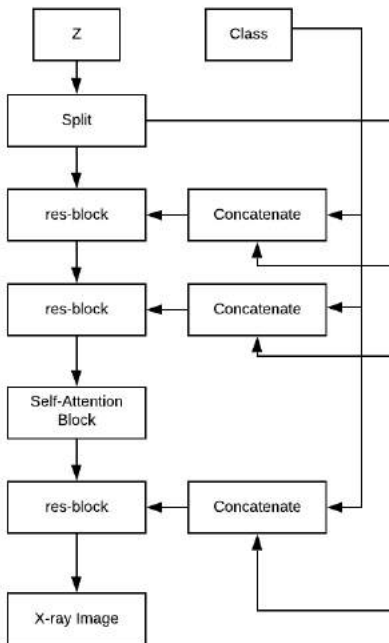 Z
Class
Split
res-block
Concatenate
res-block
Concatenate
Self-Attention
Block
res-block
Concatenate
X-ray Image